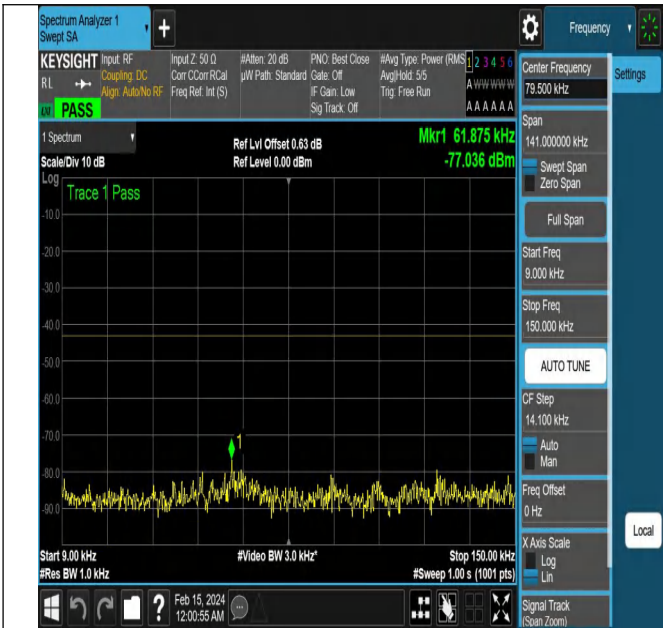 Spectrum Analyzer 1
Swept SA
+
Frequency
KEYSIGHT
RL
Input: RF
Coupling: DC
Align: Auto/No RF
Input Z: 50 Ω
Corr CCorr RCal
Freq Ref: Int (S)
#Atten: 20 dB
µW Path: Standard
PNO: Best Close
Gate: Off
IF Gain: Low
Sig Track: Off
#Avg Type: Power (RMS
Avg|Hold: 5/5
Trig: Free Run
1 2 3 4 5 6
A W W W W W
A A A A A A
PASS
1 Spectrum
Scale/Div 10 dB
Ref Lvl Offset 0.63 dB
Ref Level 0.00 dBm
Mkr1 61.875 kHz
-77.036 dBm
Log
Trace 1 Pass
-10.0
-20.0
-30.0
-40.0
-50.0
-60.0
-70.0
-80.0
-90.0
1
Start 9.00 kHz
#Res BW 1.0 kHz
#Video BW 3.0 kHz*
Stop 150.00 kHz
#Sweep 1.00 s (1001 pts)
?
Feb 15, 2024
12:00:55 AM
Center Frequency
79.500 kHz
Span
141.000000 kHz
Swept Span
Zero Span
Full Span
Start Freq
9.000 kHz
Stop Freq
150.000 kHz
AUTO TUNE
CF Step
14.100 kHz
Auto
Man
Freq Offset
0 Hz
X Axis Scale
Log
Lin
Signal Track
(Span Zoom)
Settings
Local